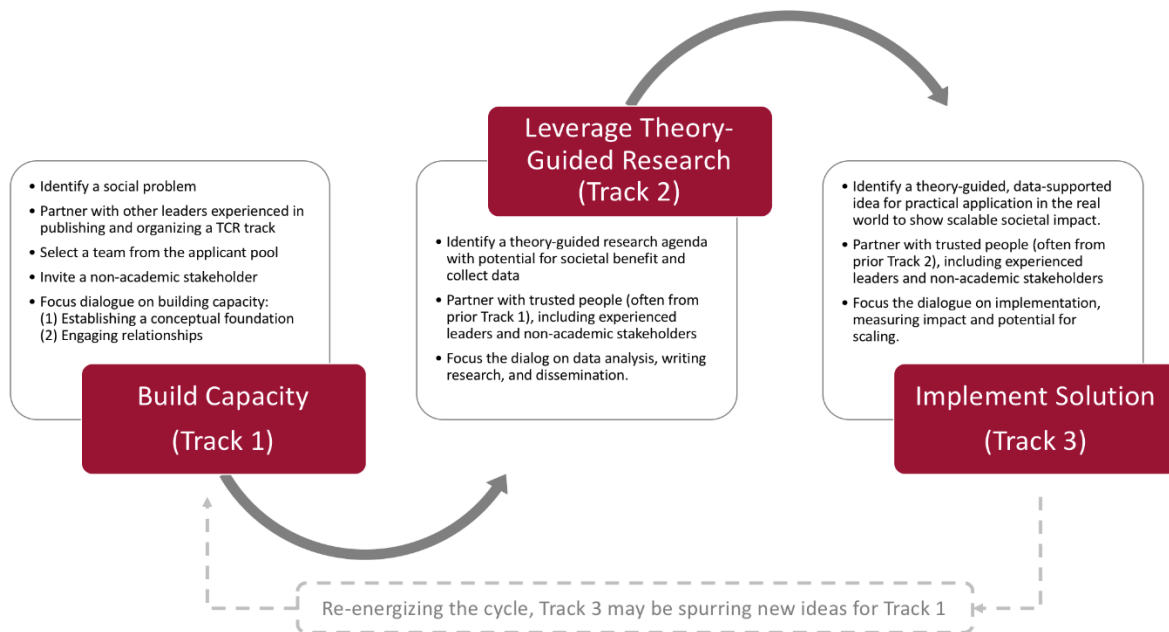 • Identify a social problem
• Partner with other leaders experienced in
publishing and organizing a TCR track
• Select a team from the applicant pool
• Invite a non-academic stakeholder
• Focus dialogue on building capacity:
(1) Establishing a conceptual foundation
(2) Engaging relationships
Build Capacity
(Track 1)
Leverage Theory-
Guided Research
(Track 2)
• Identify a theory-guided research agenda
with potential for societal benefit and
collect data
• Partner with trusted people (often from
prior Track 1), including experienced
leaders and non-academic stakeholders
• Focus the dialog on data analysis, writing
research, and dissemination.
• Identify a theory-guided, data-supported
idea for practical application in the real
world to show scalable societal impact.
• Partner with trusted people (often from
prior Track 2), including experienced
leaders and non-academic stakeholders
• Focus the dialogue on implementation,
measuring impact and potential for
scaling.
Implement Solution
(Track 3)
Re-energizing the cycle, Track 3 may be spurring new ideas for Track 1